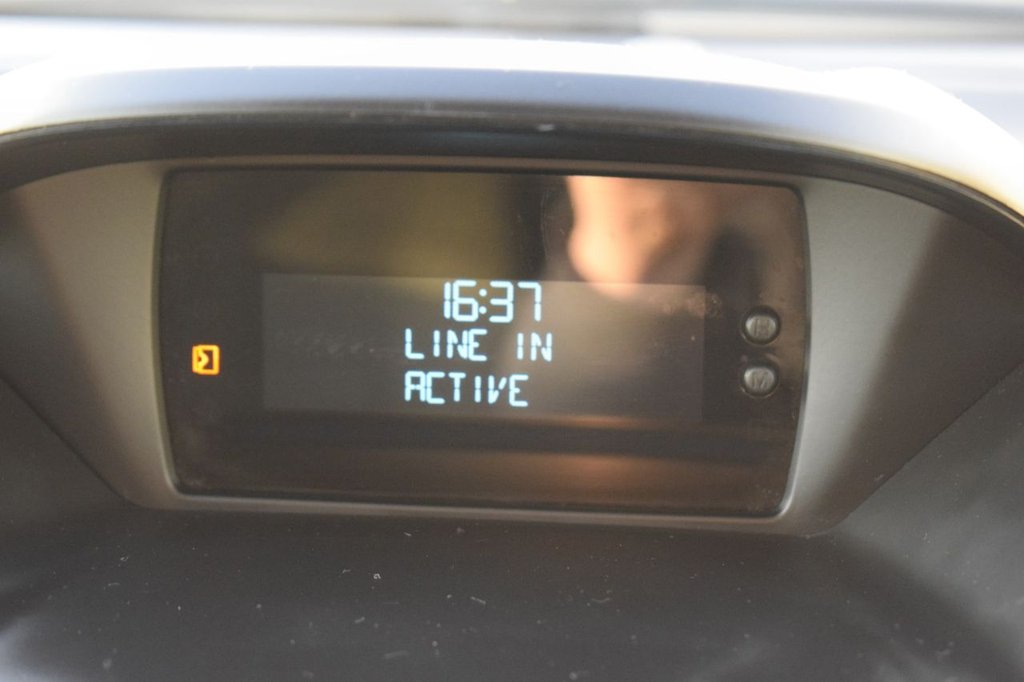 16:37
LINE IN
ACTIVE
H
M